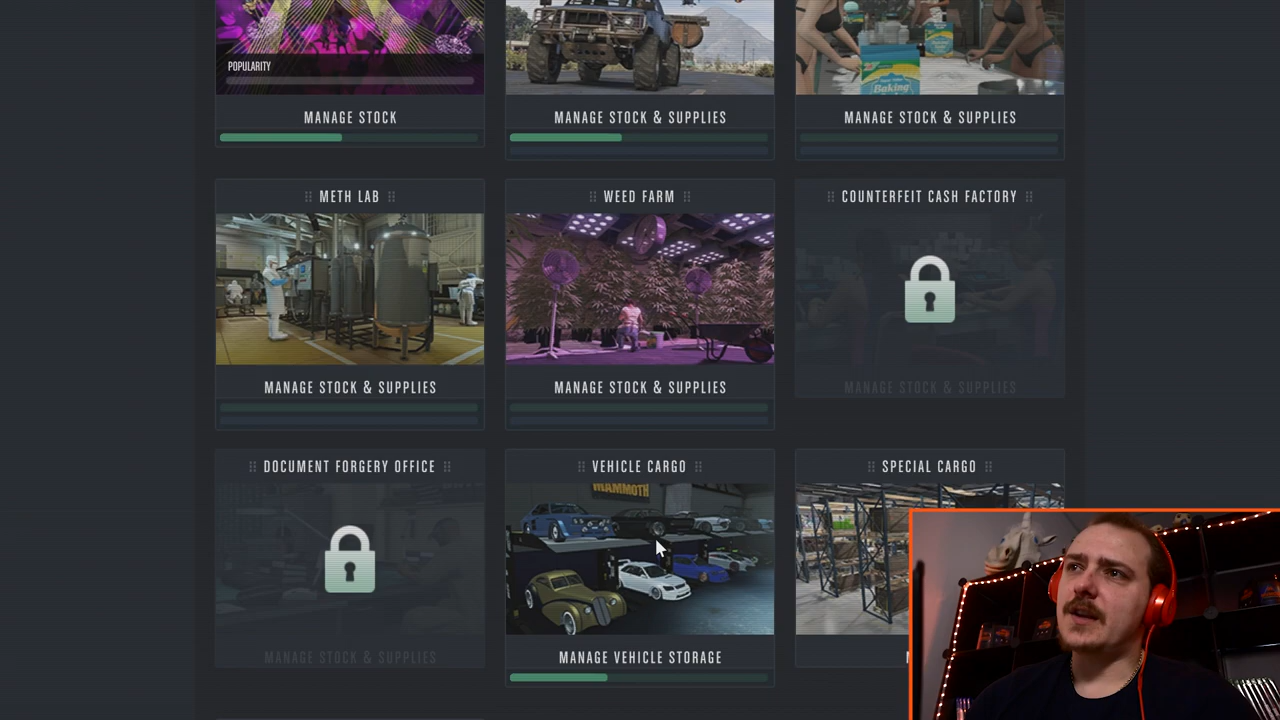 POPULARITY
Baking
MANAGE STOCK
MANAGE STOCK & SUPPLIES
MANAGE STOCK & SUPPLIES
METH LAB
WEED FARM
COUNTERFEIT CASH FACTORY
MANAGE STOCK & SUPPLIES
MANAGE STOCK & SUPPLIES
MANAGE STOCK & SUPPLIES
DOCUMENT FORGERY OFFICE
VEHICLE CARGO
SPECIAL CARGO
MAMMOTH
MANAGE STOCK & SUPPLIES
MANAGE VEHICLE STORAGE